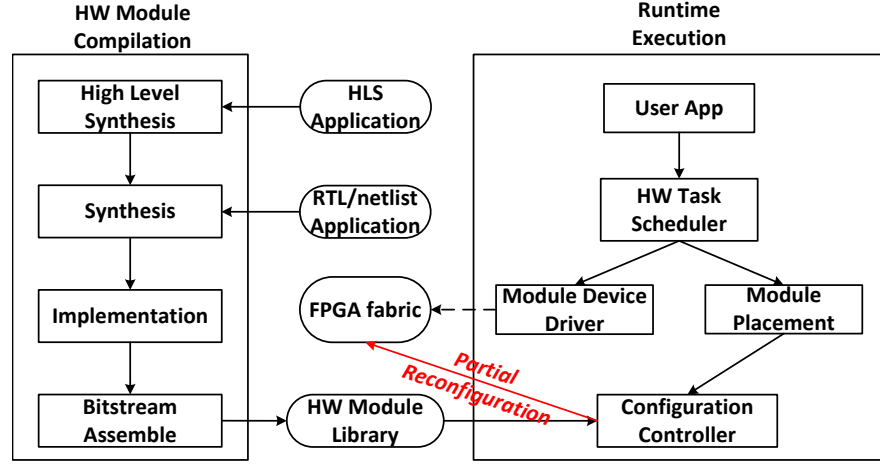 HW Module
Compilation
High Level
Synthesis
Synthesis
Implementation
Bitstream
Assemble
HLS
Application
RTL/netlist
Application
FPGA fabric
HW Module
Library
Partial
Reconfiguration
Runtime
Execution
User App
HW Task
Scheduler
Module Device
Driver
Module
Placement
Configuration
Controller